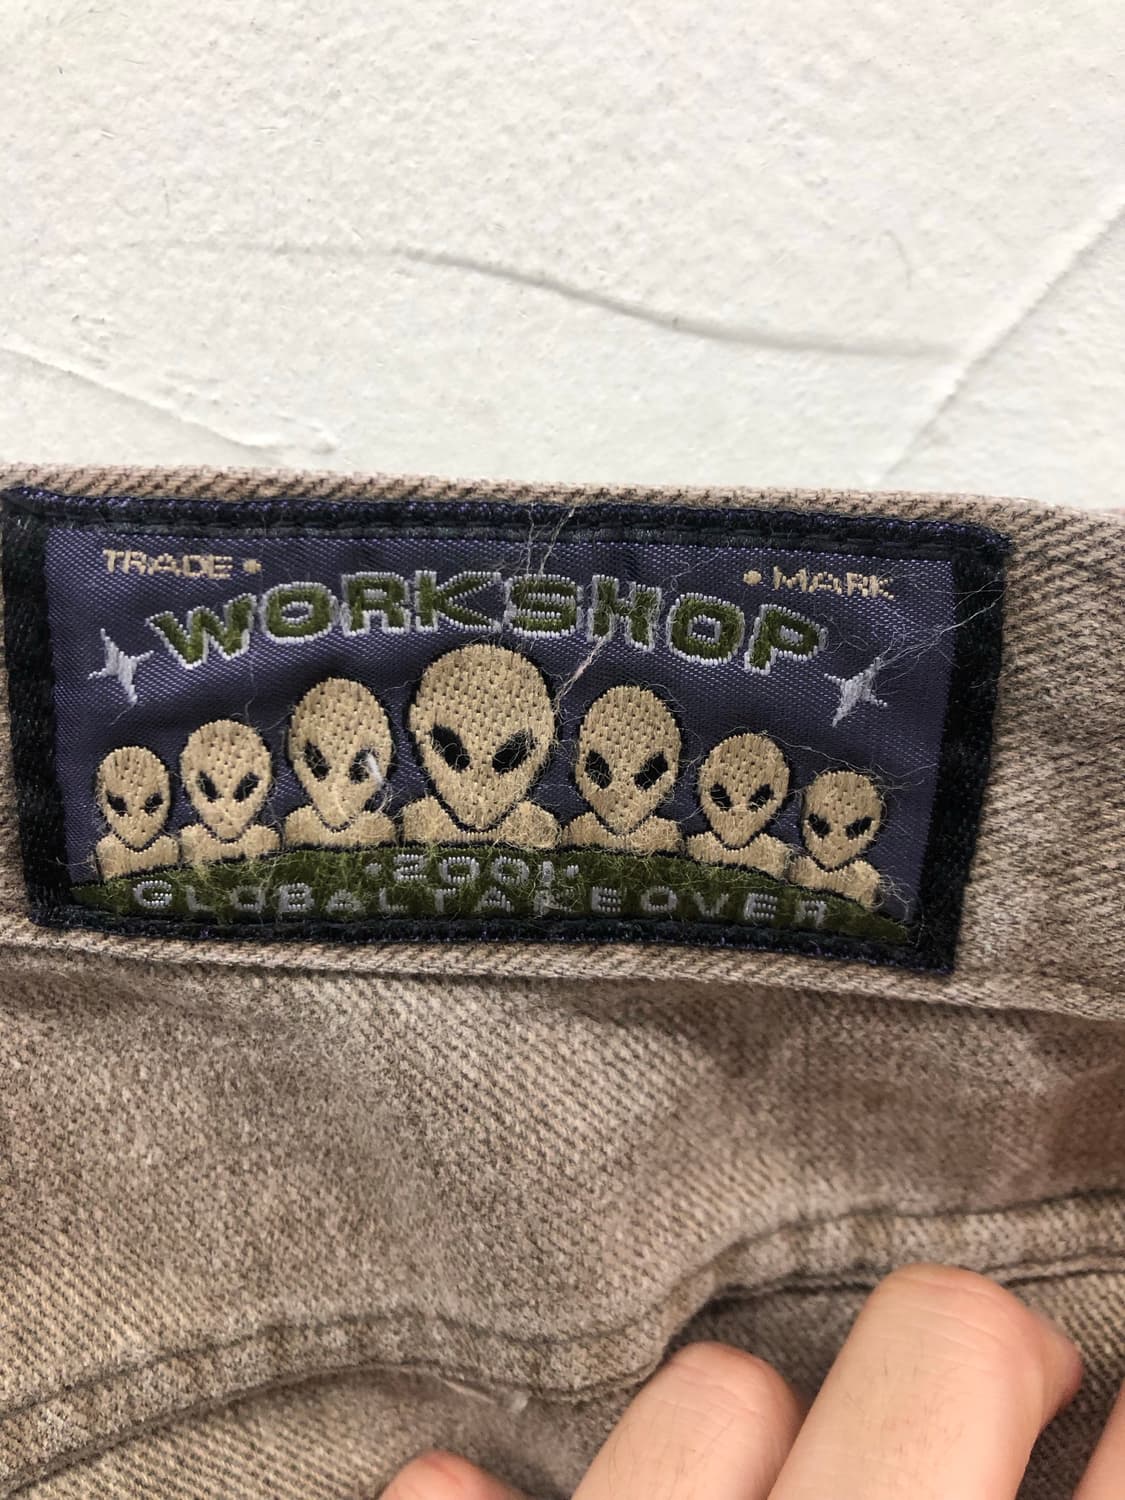 TRADE • • MARK
WORKSHOP
•2001•
GLOBAL TAKEOVER